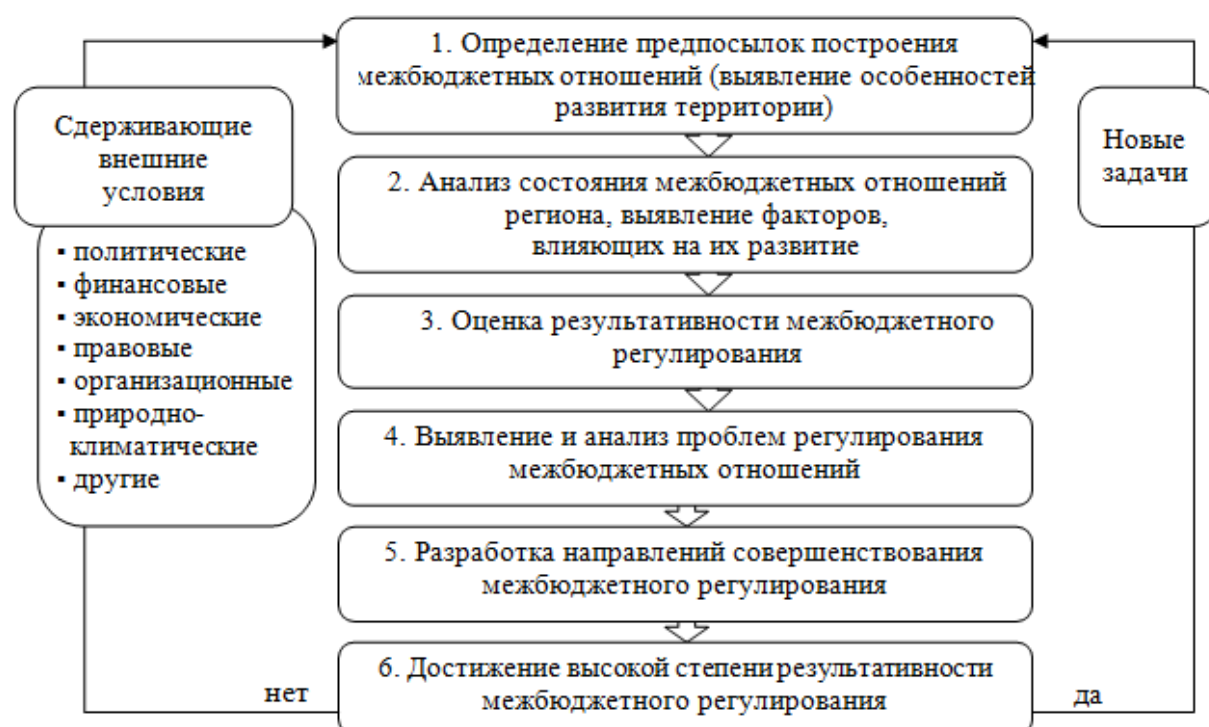 1. Определение предпосылок построения
межбюджетных отношений (выявление особенностей
развития территории)
Сдерживающие
внешние
условия
▪ политические
▪ финансовые
▪ экономические
▪ правовые
▪ организационные
▪ природно-
климатические
▪ другие
Новые
задачи
2. Анализ состояния межбюджетных отношений
региона, выявление факторов,
влияющих на их развитие
3. Оценка результативности межбюджетного
регулирования
4. Выявление и анализ проблем регулирования
межбюджетных отношений
5. Разработка направлений совершенствования
межбюджетного регулирования
6. Достижение высокой степени результативности
межбюджетного регулирования
нет
да